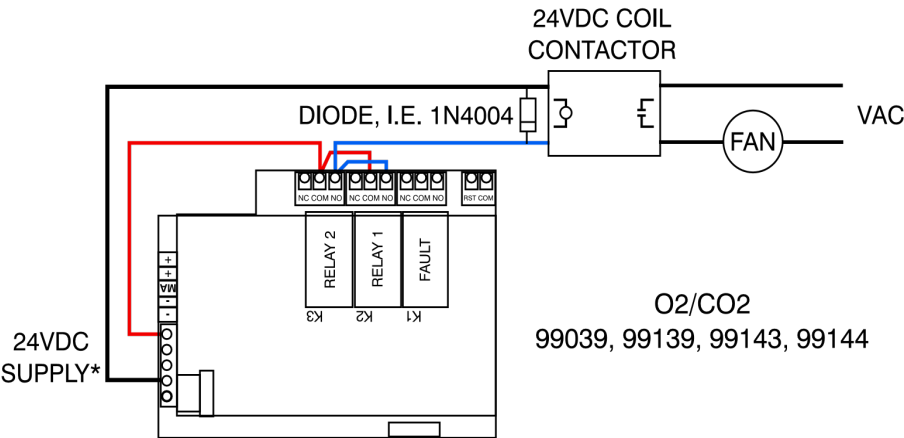 24VDC COIL
CONTACTOR
DIODE, I.E. 1N4004
VAC
FAN
NC COM NO NC COM NO NC COM NO RST COM
RELAY 2
RELAY 1
FAULT
K3
K2
K1
+
+
MA
-
-
24VDC
SUPPLY*
O2/CO2
99039, 99139, 99143, 99144